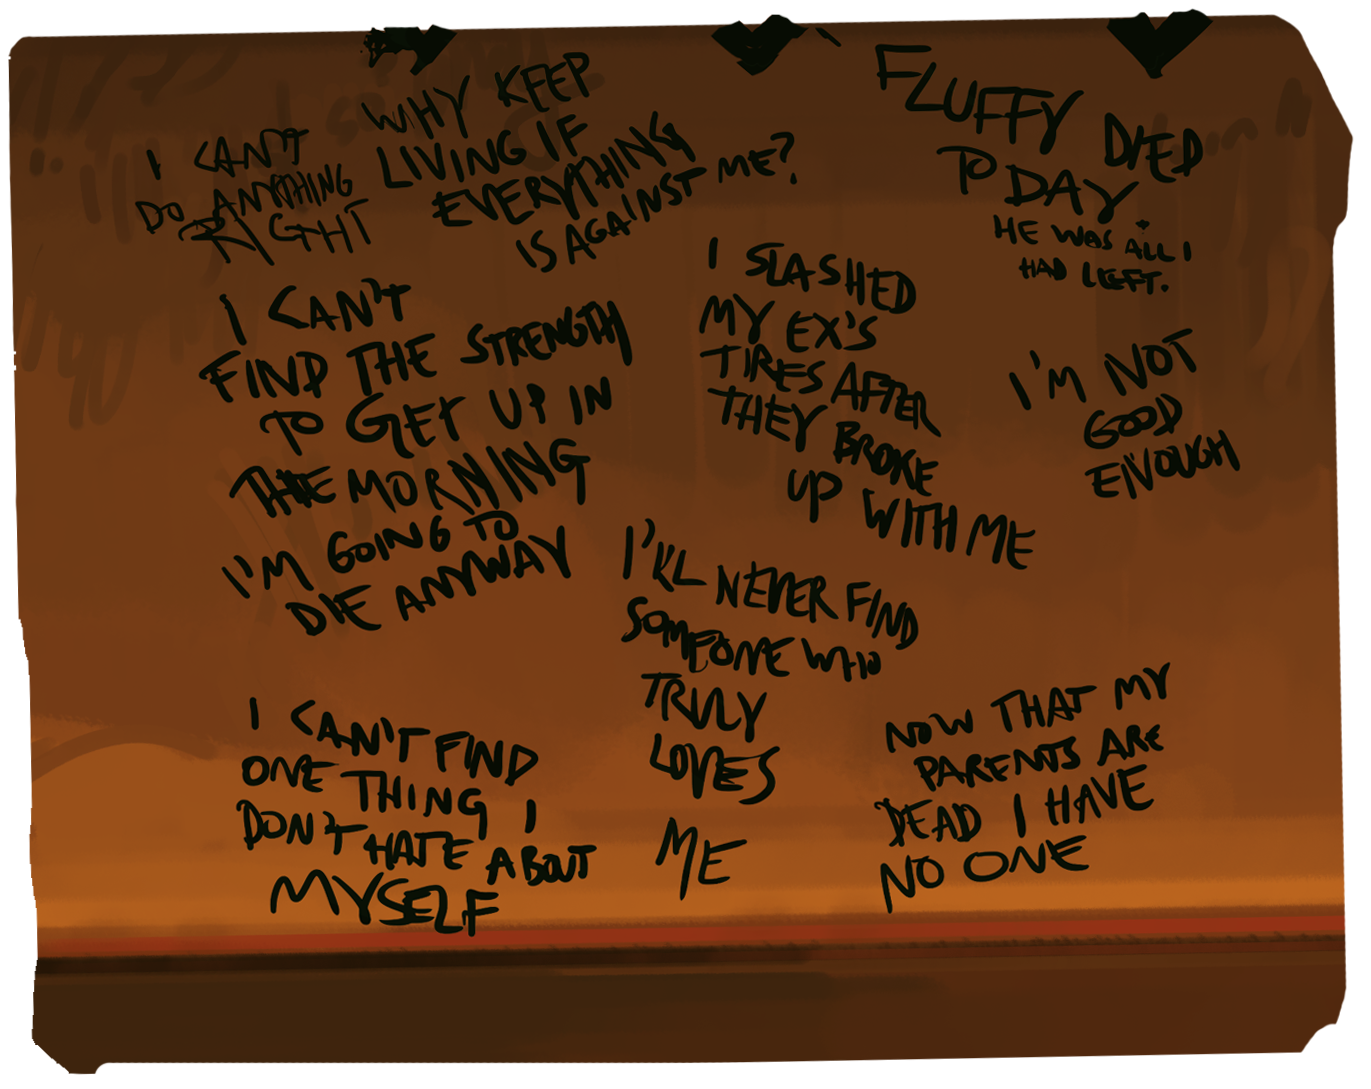 I CAN'T
DO ANYTHING
RIGHT
WHY KEEP
LIVING IF
EVERYTHING
IS AGAINST ME?
FLUFFY DIED
TODAY.
HE WAS ALL I
HAD LEFT.
I CAN'T
FIND THE STRENGTH
TO GET UP IN
THE MORNING
I'M GOING TO
DIE ANYWAY
I SLASHED
MY EX'S
TIRES AFTER
THEY BROKE
UP WITH ME
I'M NOT
GOOD
ENOUGH
I'LL NEVER FIND
SOMEONE WHO
TRULY
LOVES
ME
I CAN'T FIND
ONE THING I
DON'T HATE ABOUT
MYSELF
NOW THAT MY
PARENTS ARE
DEAD I HAVE
NO ONE